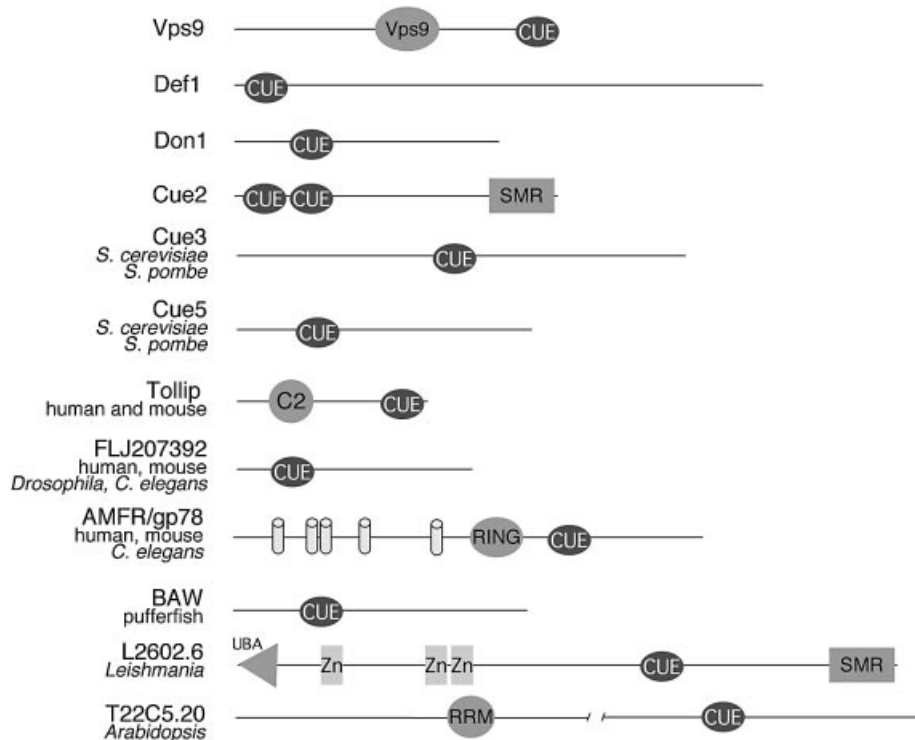 Vps9 Vps9 CUE
Def1 CUE
Don1 CUE
Cue2 CUE CUE SMR
Cue3
S. cerevisiae
S. pombe
CUE
Cue5
S. cerevisiae
S. pombe
CUE
Tollip
human and mouse
C2 CUE
FLJ207392
human, mouse
Drosophila, C. elegans
CUE
AMFR/gp78
human, mouse
C. elegans
RING CUE
BAW
pufferfish
CUE
L2602.6
Leishmania
UBA Zn Zn Zn CUE SMR
T22C5.20
Arabidopsis
RRM CUE